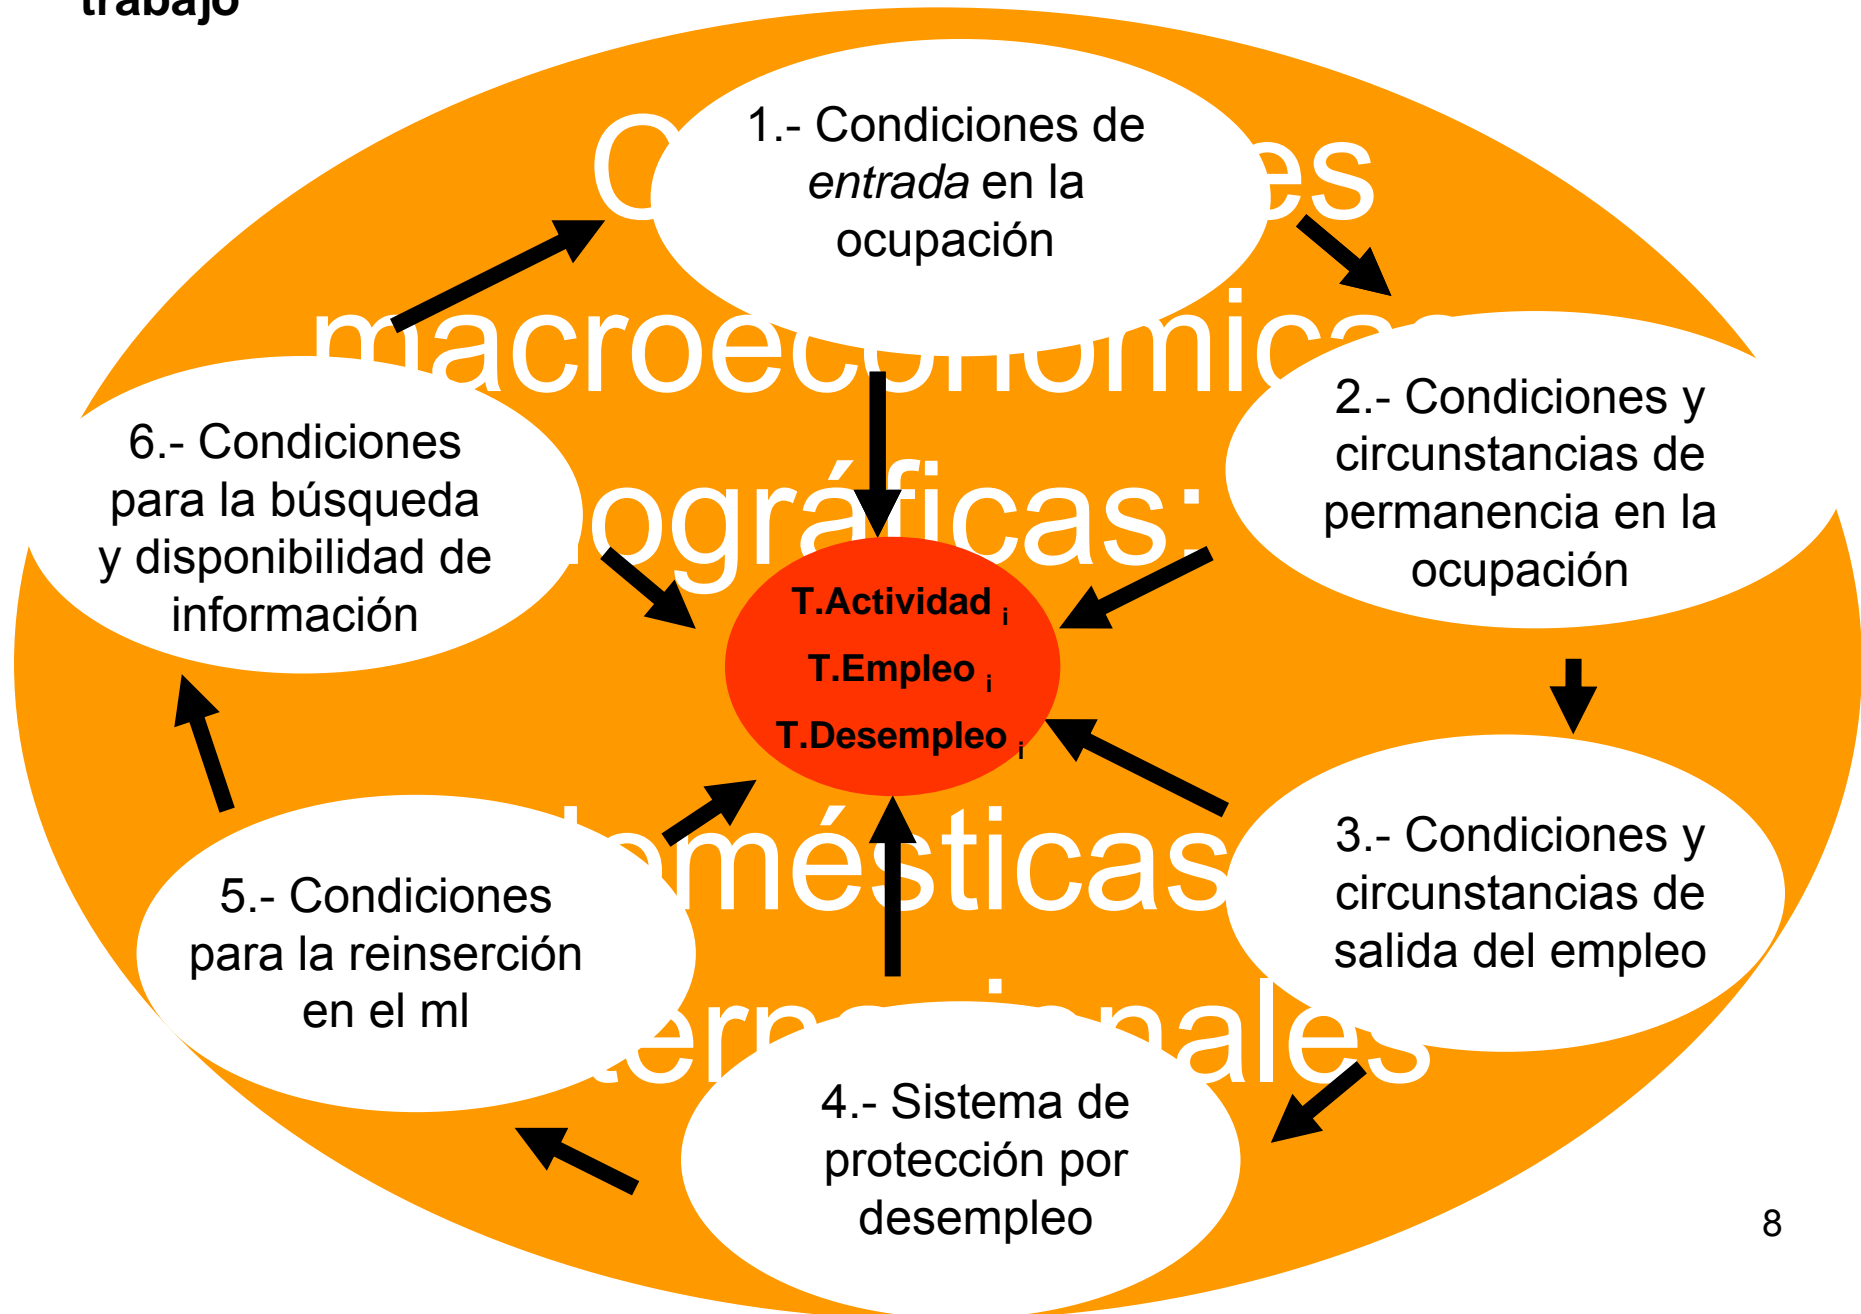 trabajo
1.- Condiciones de
entrada en la
ocupación
macroeconómicas
2.- Condiciones y
circunstancias de
permanencia en la
ocupación
6.- Condiciones
para la búsqueda
y disponibilidad de
información
T.Actividad i
T.Empleo i
T.Desempleo i
domésticas
3.- Condiciones y
circunstancias de
salida del empleo
5.- Condiciones
para la reinserción
en el ml
4.- Sistema de
protección por
desempleo
8